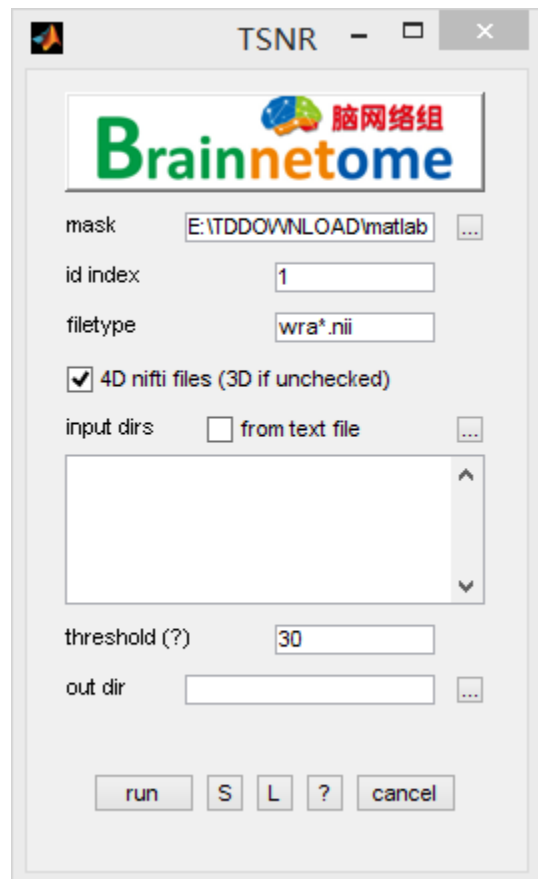 TSNR
脑网络组
Brainnetome
mask E:\TDDOWNLOAD\matlab ...
id index 1
filetype wra*.nii
4D nifti files (3D if unchecked)
input dirs from text file ...
threshold (?) 30
out dir ...
run S L ? cancel